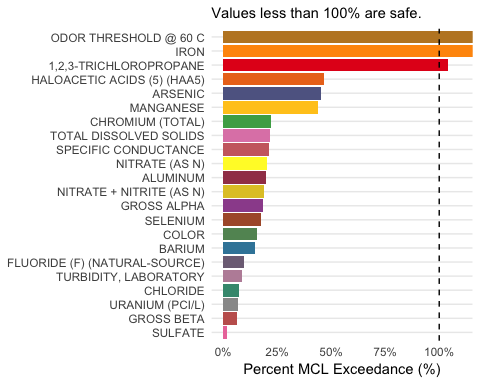 Values less than 100% are safe.
ODOR THRESHOLD @ 60 C
IRON
1,2,3-TRICHLOROPROPANE
HALOACETIC ACIDS (5) (HAA5)
ARSENIC
MANGANESE
CHROMIUM (TOTAL)
TOTAL DISSOLVED SOLIDS
SPECIFIC CONDUCTANCE
NITRATE (AS N)
ALUMINUM
NITRATE + NITRITE (AS N)
GROSS ALPHA
SELENIUM
COLOR
BARIUM
FLUORIDE (F) (NATURAL-SOURCE)
TURBIDITY, LABORATORY
CHLORIDE
URANIUM (PCI/L)
GROSS BETA
SULFATE
0% 25% 50% 75% 100%
Percent MCL Exceedance (%)